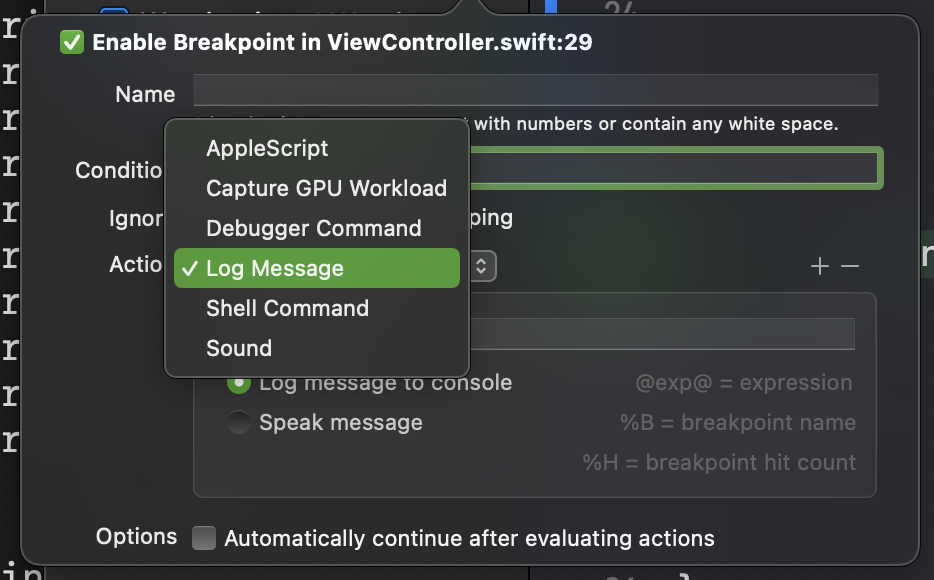 24
Enable Breakpoint in ViewController.swift:29
Name
with numbers or contain any white space.
AppleScript
Conditio
Capture GPU Workload
Ignor
ping
Debugger Command
Actio
Log Message
Shell Command
Sound
Log message to console
@exp@ = expression
Speak message
%B = breakpoint name
%H = breakpoint hit count
Options
Automatically continue after evaluating actions
in